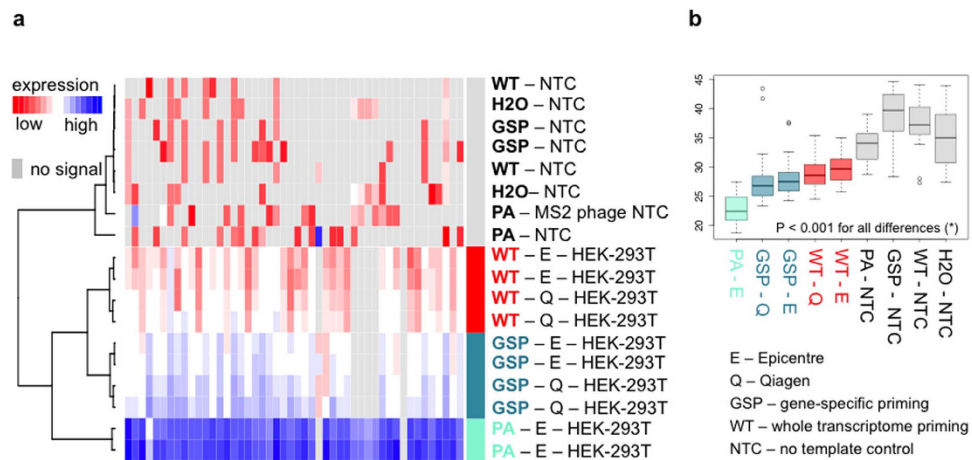 a
expression
low high
no signal
WT – NTC
H2O – NTC
GSP – NTC
GSP – NTC
WT – NTC
H2O– NTC
PA – MS2 phage NTC
PA – NTC
WT – E – HEK-293T
WT – E – HEK-293T
WT – Q – HEK-293T
WT – Q – HEK-293T
GSP – E – HEK-293T
GSP – E – HEK-293T
GSP – Q – HEK-293T
GSP – Q – HEK-293T
PA – E – HEK-293T
PA – E – HEK-293T
b
45
40
35
30
25
20
P < 0.001 for all differences (*)
PA - E
GSP - Q
GSP - E
WT - Q
WT - E
PA - NTC
GSP - NTC
WT - NTC
H2O - NTC
E – Epicentre
Q – Qiagen
GSP – gene-specific priming
WT – whole transcriptome priming
NTC – no template control